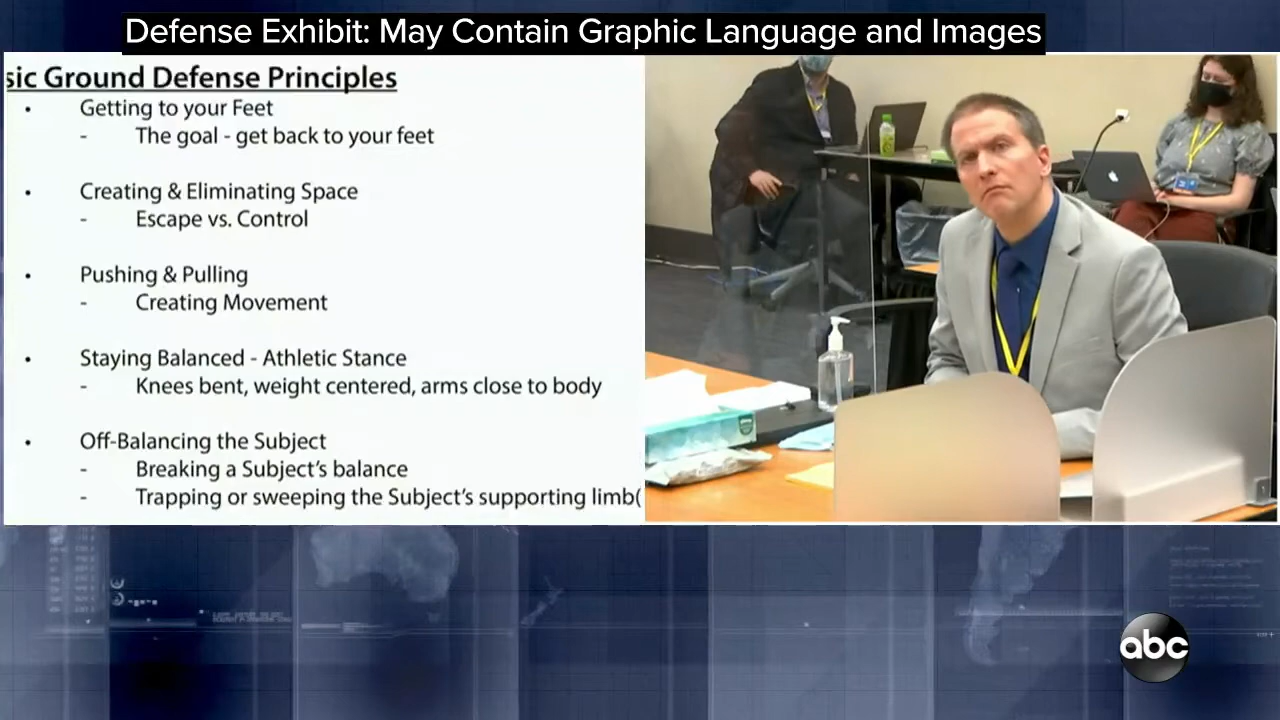 Defense Exhibit: May Contain Graphic Language and Images
sic Ground Defense Principles
• Getting to your Feet
- The goal - get back to your feet
• Creating & Eliminating Space
- Escape vs. Control
• Pushing & Pulling
- Creating Movement
• Staying Balanced - Athletic Stance
- Knees bent, weight centered, arms close to body
• Off-Balancing the Subject
- Breaking a Subject's balance
- Trapping or sweeping the Subject's supporting limb(
abc